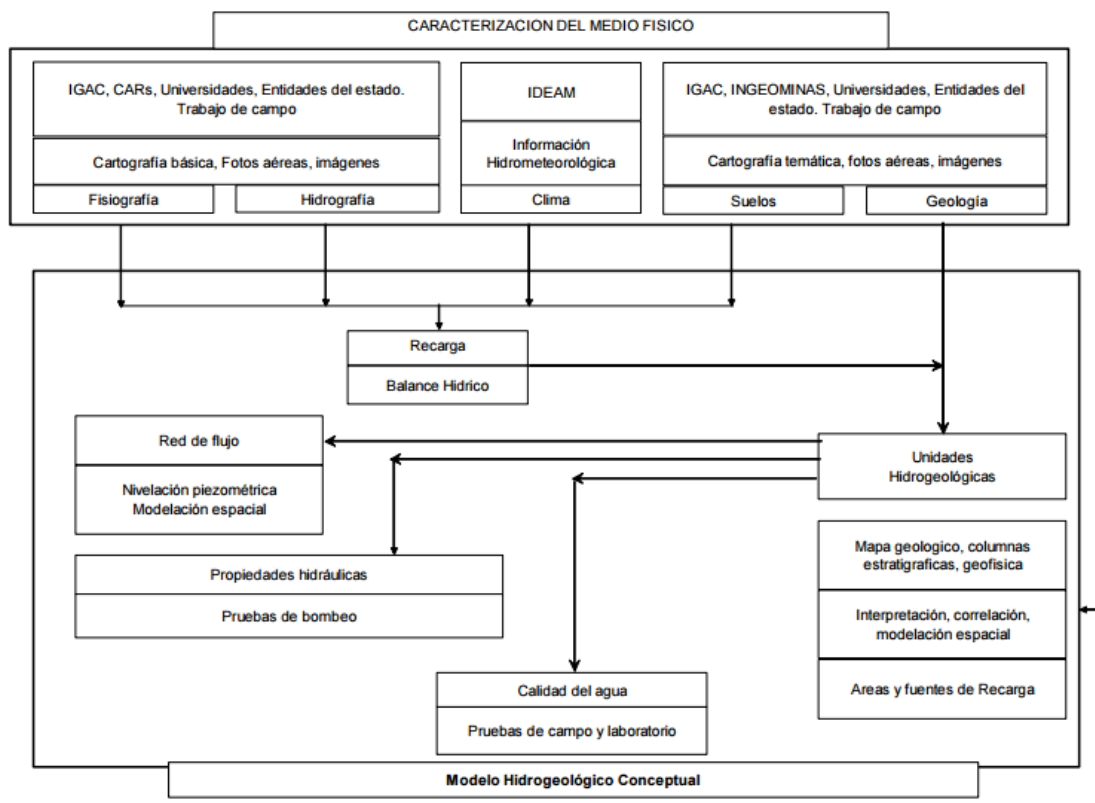 CARACTERIZACION DEL MEDIO FISICO
IGAC, CARs, Universidades, Entidades del estado.
Trabajo de campo
Cartografía básica, Fotos aéreas, imágenes
Fisiografía
Hidrografía
IDEAM
Información
Hidrometeorológica
Clima
IGAC, INGEOMINAS, Universidades, Entidades del
estado. Trabajo de campo
Cartografía temática, fotos aéreas, imágenes
Suelos
Geología
Recarga
Balance Hidrico
Red de flujo
Nivelación piezométrica
Modelación espacial
Unidades
Hidrogeológicas
Propiedades hidráulicas
Pruebas de bombeo
Mapa geologico, columnas
estratigraficas, geofisica
Interpretación, correlación,
modelación espacial
Areas y fuentes de Recarga
Calidad del agua
Pruebas de campo y laboratorio
Modelo Hidrogeológico Conceptual